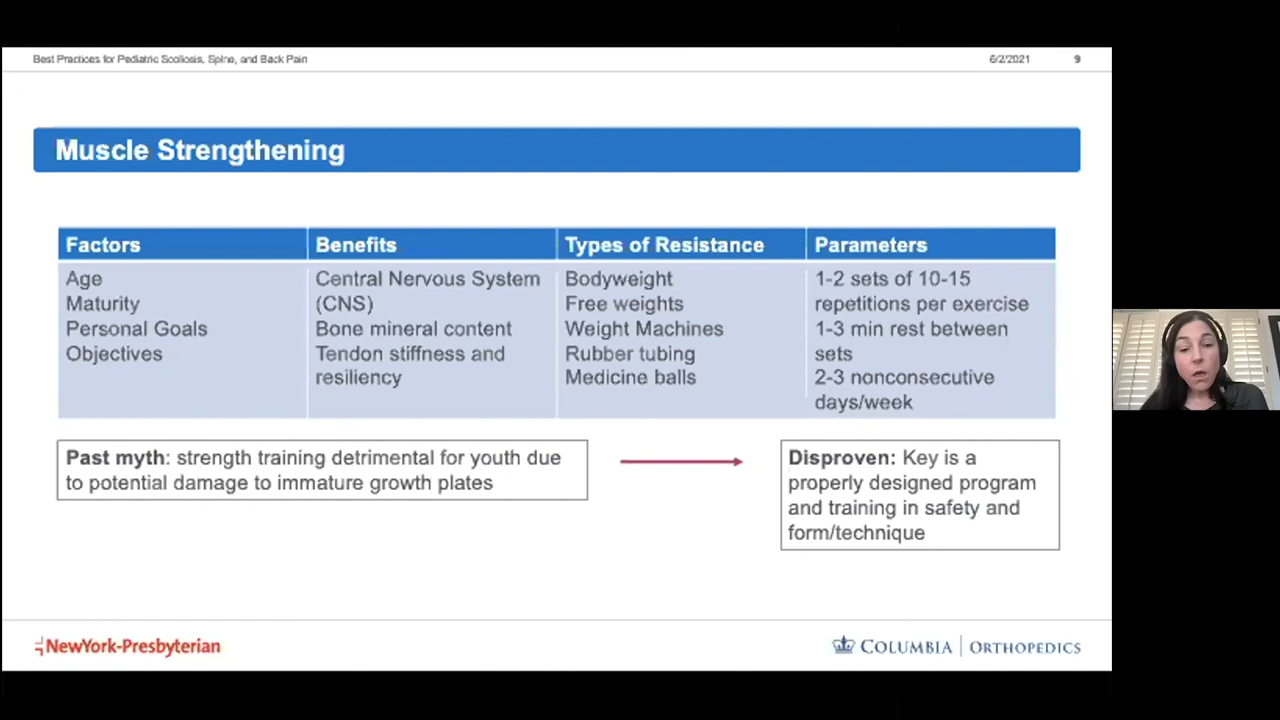 Best Practices for Pediatric Scoliosis, Spine, and Back Pain
6/2/2021
9
Muscle Strengthening
Factors
Age
Maturity
Personal Goals
Objectives
Benefits
Central Nervous System
(CNS)
Bone mineral content
Tendon stiffness and
resiliency
Types of Resistance
Bodyweight
Free weights
Weight Machines
Rubber tubing
Medicine balls
Parameters
1-2 sets of 10-15
repetitions per exercise
1-3 min rest between
sets
2-3 nonconsecutive
days/week
Past myth: strength training detrimental for youth due
to potential damage to immature growth plates
Disproven: Key is a
properly designed program
and training in safety and
form/technique
NewYork-Presbyterian
COLUMBIA | ORTHOPEDICS